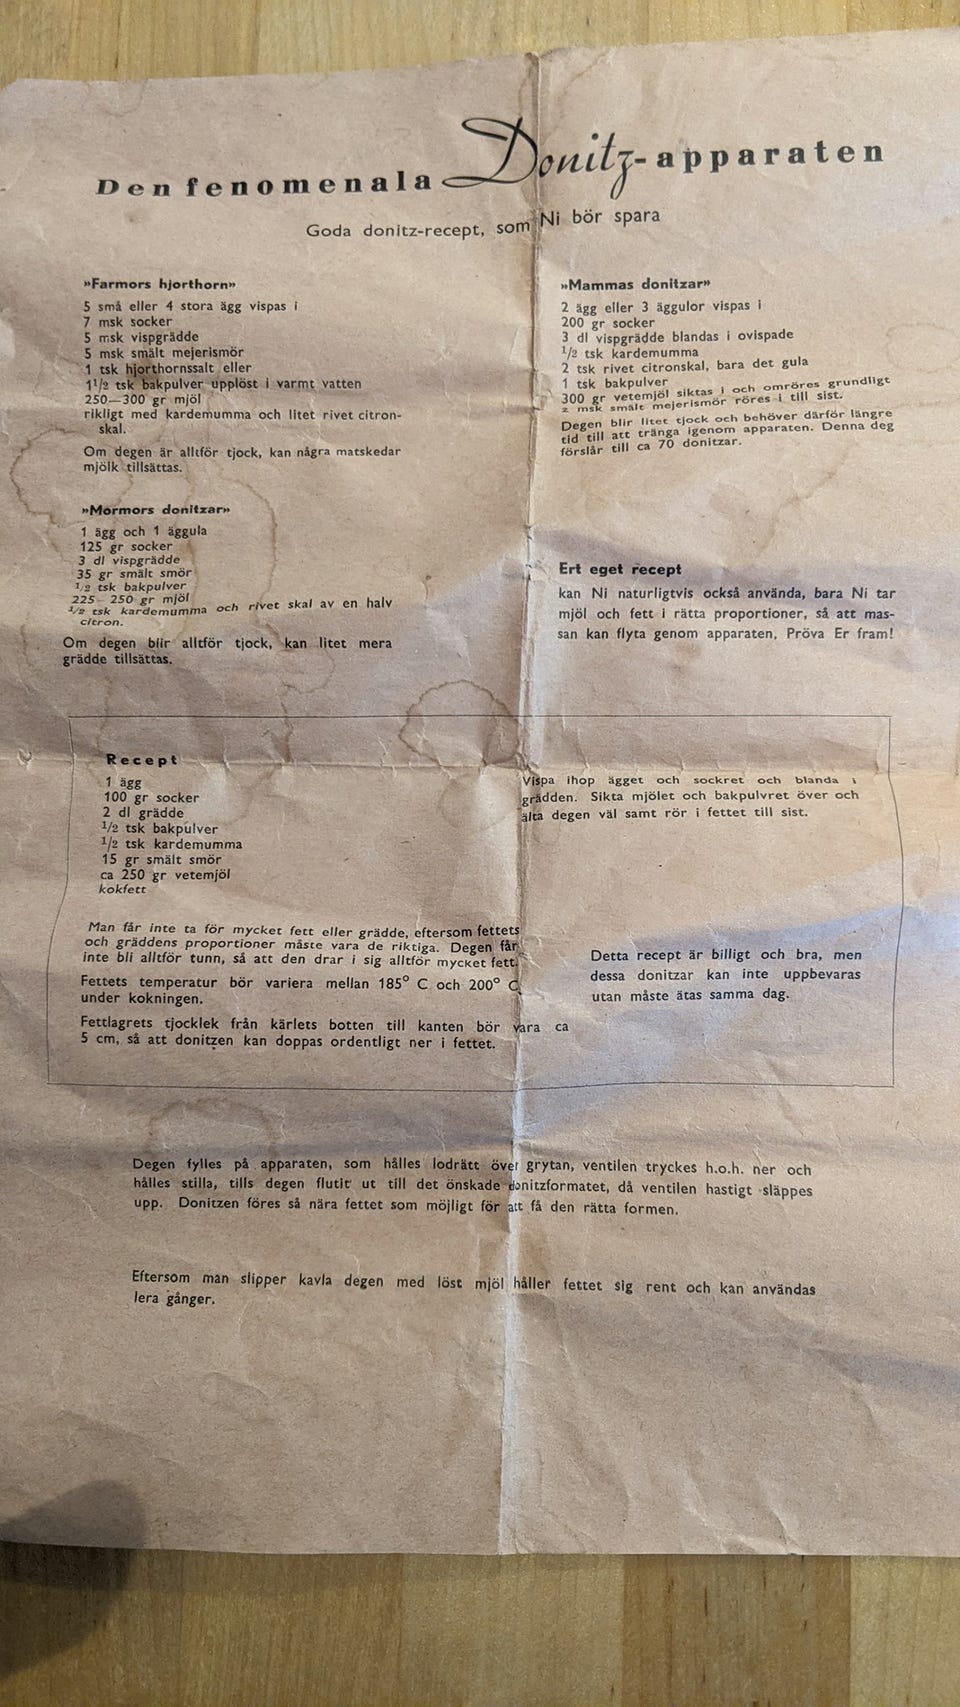 Den fenomenala Donitz-apparaten
Goda donitz-recept, som Ni bör spara
»Farmors hjorthorn»
5 små eller 4 stora ägg vispas i
7 msk socker
5 msk vispgrädde
5 msk smält mejerismör
1 tsk hjorthornssalt eller
1½ tsk bakpulver upplöst i varmt vatten
250—300 gr mjöl
rikligt med kardemumma och litet rivet citron-
skal.
Om degen är alltför tjock, kan några matskedar
mjölk tillsättas.
»Mormors donitzar»
1 ägg och 1 äggula
125 gr socker
3 dl vispgrädde
35 gr smält smör
½ tsk bakpulver
225—250 gr mjöl
½ tsk kardemumma och rivet skal av en halv
citron.
Om degen blir alltför tjock, kan litet mera
grädde tillsättas.
»Mammas donitzar»
2 ägg eller 3 äggulor vispas i
200 gr socker
3 dl vispgrädde blandas i ovispade
½ tsk kardemumma
2 tsk rivet citronskal, bara det gula
1 tsk bakpulver
300 gr vetemjöl siktas i och omröres grundligt
2 msk smält mejerismör röres i till sist.
Degen blir litet tjock och behöver därför längre
tid till att tränga igenom apparaten. Denna deg
förslår till ca 70 donitzar.
Ert eget recept
kan Ni naturligtvis också använda, bara Ni tar
mjöl och fett i rätta proportioner, så att mas-
san kan flyta genom apparaten, Pröva Er fram!
Recept
1 ägg
100 gr socker
2 dl grädde
½ tsk bakpulver
½ tsk kardemumma
15 gr smält smör
ca 250 gr vetemjöl
kokfett
Vispa ihop ägget och sockret och blanda i
grädden. Sikta mjölet och bakpulvret över och
älta degen väl samt rör i fettet till sist.
Man får inte ta för mycket fett eller grädde, eftersom fettets
och gräddens proportioner måste vara de riktiga. Degen får
inte bli alltför tunn, så att den drar i sig alltför mycket fett.
Fettets temperatur bör variera mellan 185° C och 200° C
under kokningen.
Fettlagrets tjocklek från kärlets botten till kanten bör vara ca
5 cm, så att donitzen kan doppas ordentligt ner i fettet.
Detta recept är billigt och bra, men
dessa donitzar kan inte uppbevaras
utan måste ätas samma dag.
Degen fylles på apparaten, som hålles lodrätt över grytan, ventilen tryckes h.o.h. ner och
hålles stilla, tills degen flutit ut till det önskade donitzformatet, då ventilen hastigt släppes
upp. Donitzen föres så nära fettet som möjligt för att få den rätta formen.
Eftersom man slipper kavla degen med löst mjöl håller fettet sig rent och kan användas
lera gånger.